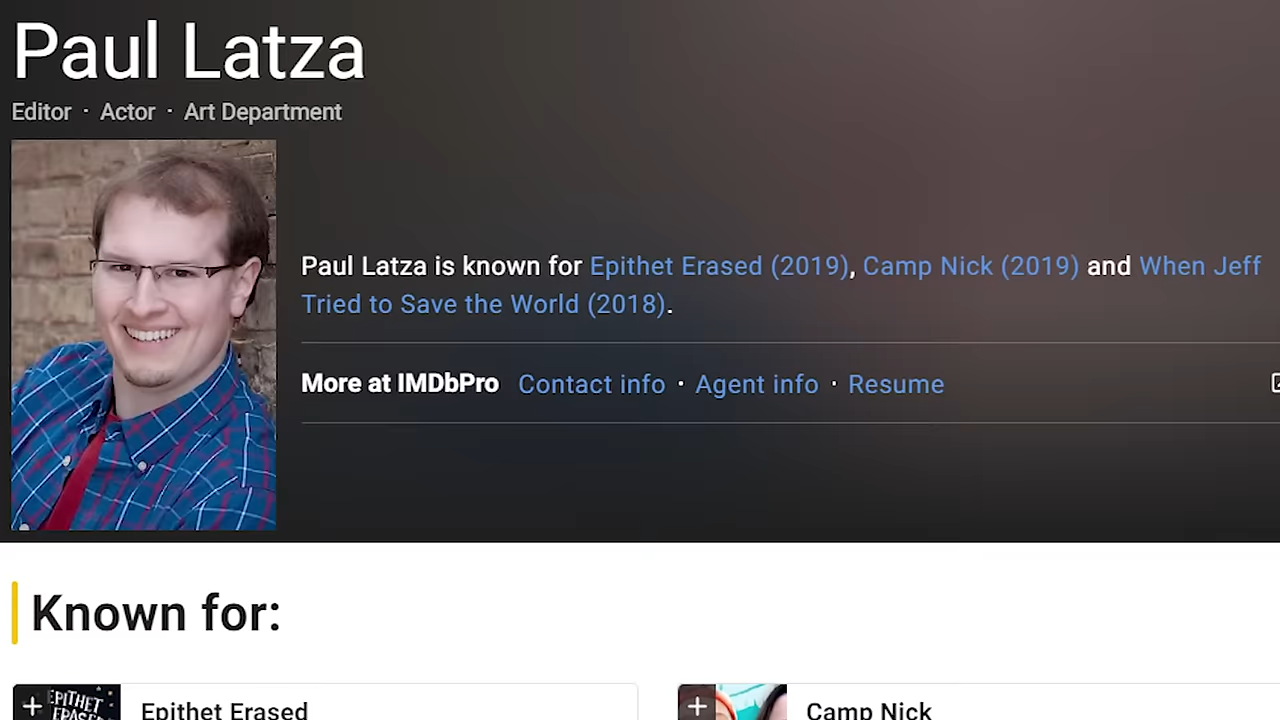 Paul Latza
Editor · Actor · Art Department
Paul Latza is known for Epithet Erased (2019), Camp Nick (2019) and When Jeff
Tried to Save the World (2018).
More at IMDbPro Contact info · Agent info · Resume
Known for:
EPITHET
ERASED
Epithet Erased
Camp Nick